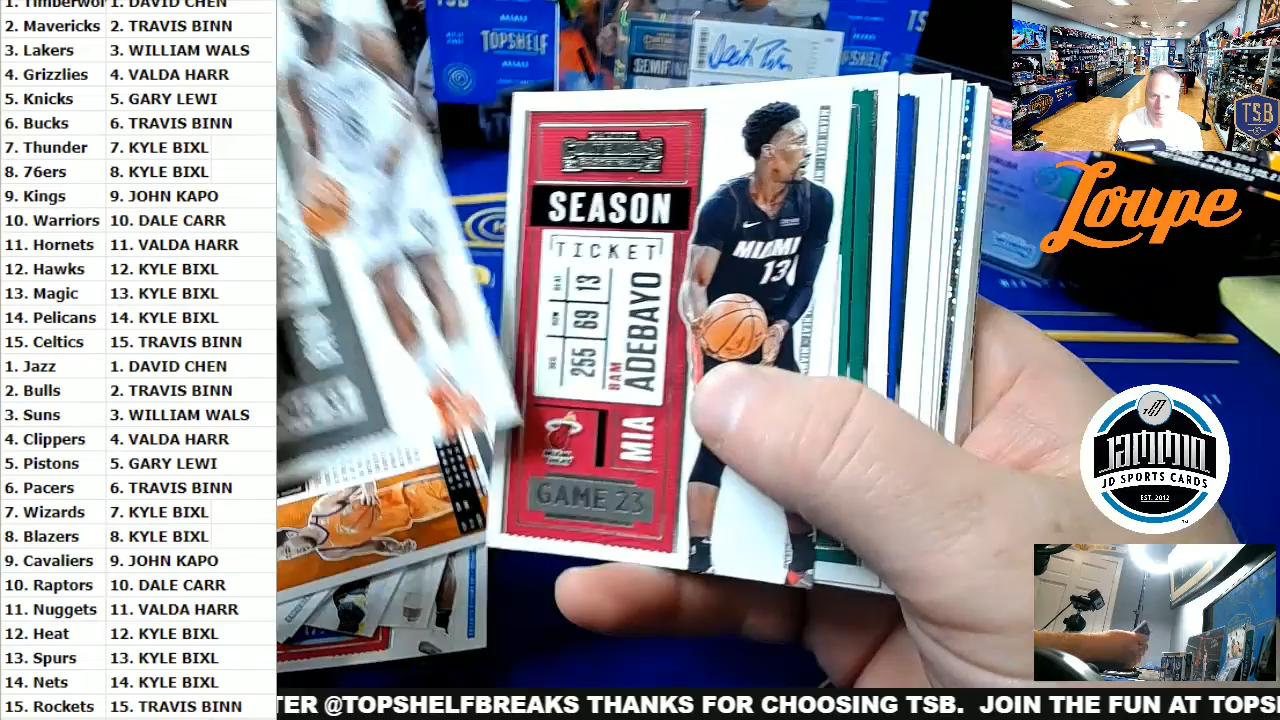 1. Timberwol 1. DAVID CHEN
2. Mavericks 2. TRAVIS BINN
3. Lakers 3. WILLIAM WALS
4. Grizzlies 4. VALDA HARR
5. Knicks 5. GARY LEWI
6. Bucks 6. TRAVIS BINN
7. Thunder 7. KYLE BIXL
8. 76ers 8. KYLE BIXL
9. Kings 9. JOHN KAPO
10. Warriors 10. DALE CARR
11. Hornets 11. VALDA HARR
12. Hawks 12. KYLE BIXL
13. Magic 13. KYLE BIXL
14. Pelicans 14. KYLE BIXL
15. Celtics 15. TRAVIS BINN
1. Jazz 1. DAVID CHEN
2. Bulls 2. TRAVIS BINN
3. Suns 3. WILLIAM WALS
4. Clippers 4. VALDA HARR
5. Pistons 5. GARY LEWI
6. Pacers 6. TRAVIS BINN
7. Wizards 7. KYLE BIXL
8. Blazers 8. KYLE BIXL
9. Cavaliers 9. JOHN KAPO
10. Raptors 10. DALE CARR
11. Nuggets 11. VALDA HARR
12. Heat 12. KYLE BIXL
13. Spurs 13. KYLE BIXL
14. Nets 14. KYLE BIXL
15. Rockets 15. TRAVIS BINN
TSB
TOPSHELF
CONTENDERS
SEASON
TICKET
13
69
255
BAM
ADEBAYO
MIA
GAME 23
MIAMI
13
TSB
Loupe
JAMMIN
JD SPORTS CARDS
EST. 2012
TER @TOPSHELFBREAKS THANKS FOR CHOOSING TSB. JOIN THE FUN AT TOPS